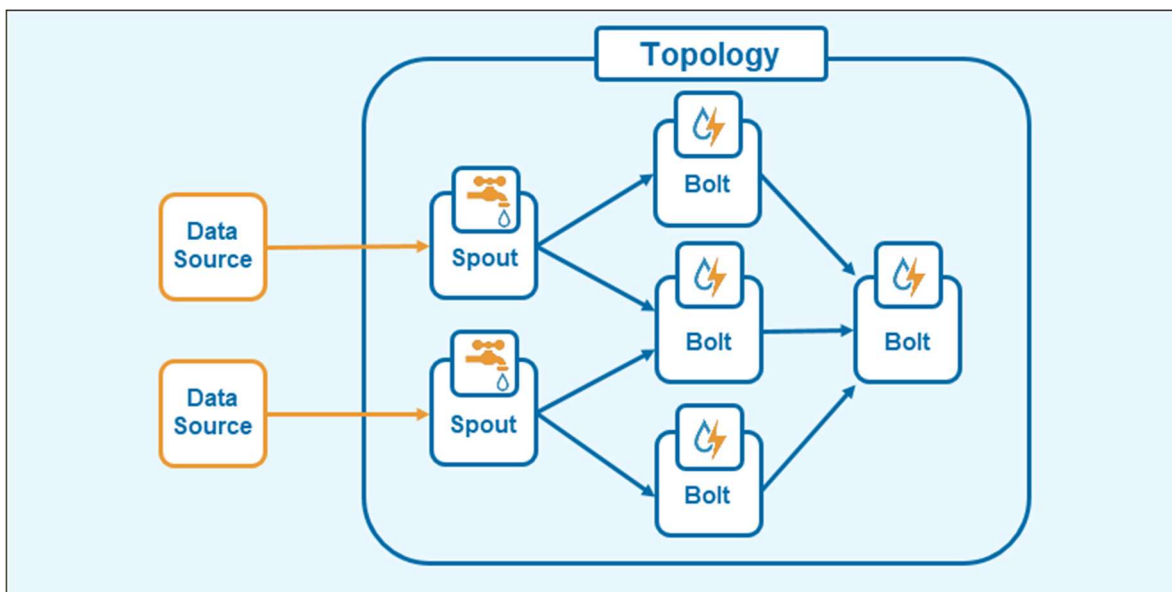 Topology
Bolt
Data
Source
Spout
Bolt
Bolt
Data
Source
Spout
Bolt